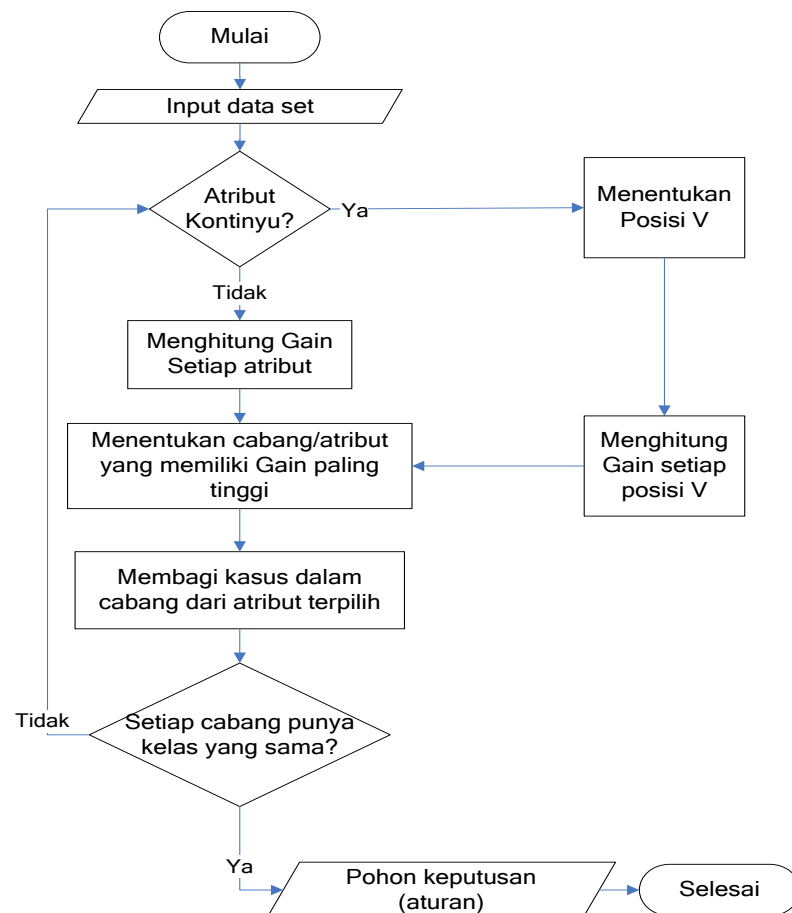 Mulai
Input data set
Atribut
Kontinyu?
Ya
Menentukan
Posisi V
Tidak
Menghitung Gain
Setiap atribut
Menentukan cabang/atribut
yang memiliki Gain paling
tinggi
Menghitung
Gain setiap
posisi V
Membagi kasus dalam
cabang dari atribut terpilih
Tidak
Setiap cabang punya
kelas yang sama?
Ya
Pohon keputusan
(aturan)
Selesai